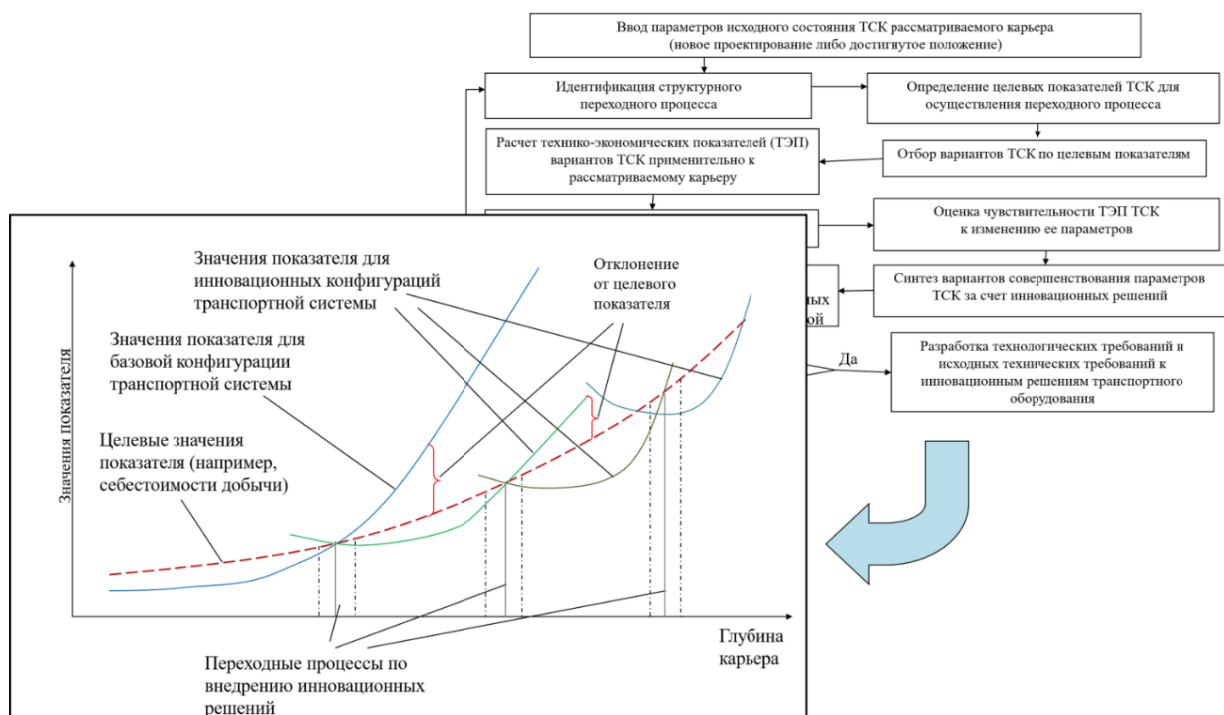 Ввод параметров исходного состояния ТСК рассматриваемого карьера
(новое проектирование либо достигнутое положение)
Идентификация структурного
переходного процесса
Определение целевых показателей ТСК для
осуществления переходного процесса
Расчет технико-экономических показателей (ТЭП)
вариантов ТСК применительно к
рассматриваемому карьеру
Отбор вариантов ТСК по целевым показателям
Оценка чувствительности ТЭП ТСК
к изменению ее параметров
Синтез вариантов совершенствования параметров
ТСК за счет инновационных решений
ных
ой
Да
Разработка технологических требований и
исходных технических требований к
инновационным решениям транспортного
оборудования
Значения показателя
Значения показателя для
инновационных конфигураций
транспортной системы
Отклонение
от целевого
показателя
Значения показателя для
базовой конфигурации
транспортной системы
Целевые значения
показателя (например,
себестоимости добычи)
Глубина
карьера
Переходные процессы по
внедрению инновационных
решений